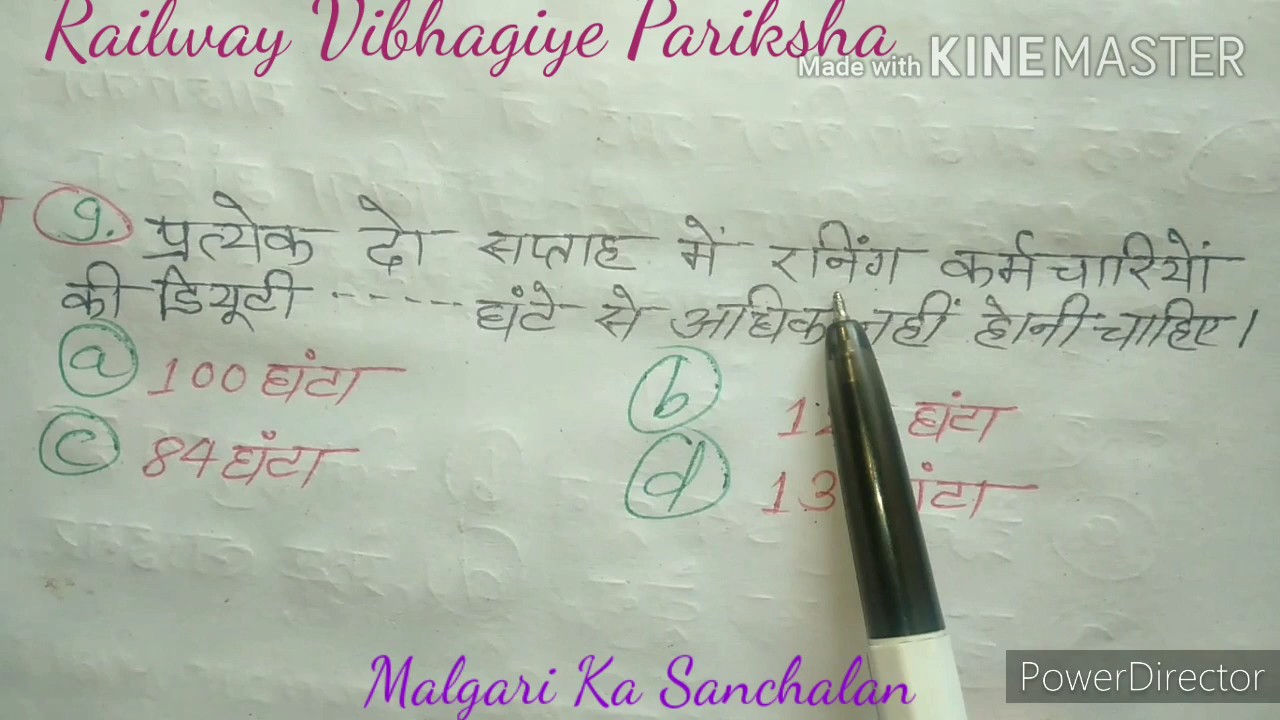 Railway Vibhagiye Pariksha
Made with KINEMASTER
9. प्रत्येक दो सप्ताह में रनिंग कर्मचारियों
की डियूटी ------ घंटे से अधिक नहीं होनी चाहिए।
a 100 घंटा
b घंटा
c 84 घंटा
d घंटा
Malgari Ka Sanchalan
PowerDirector